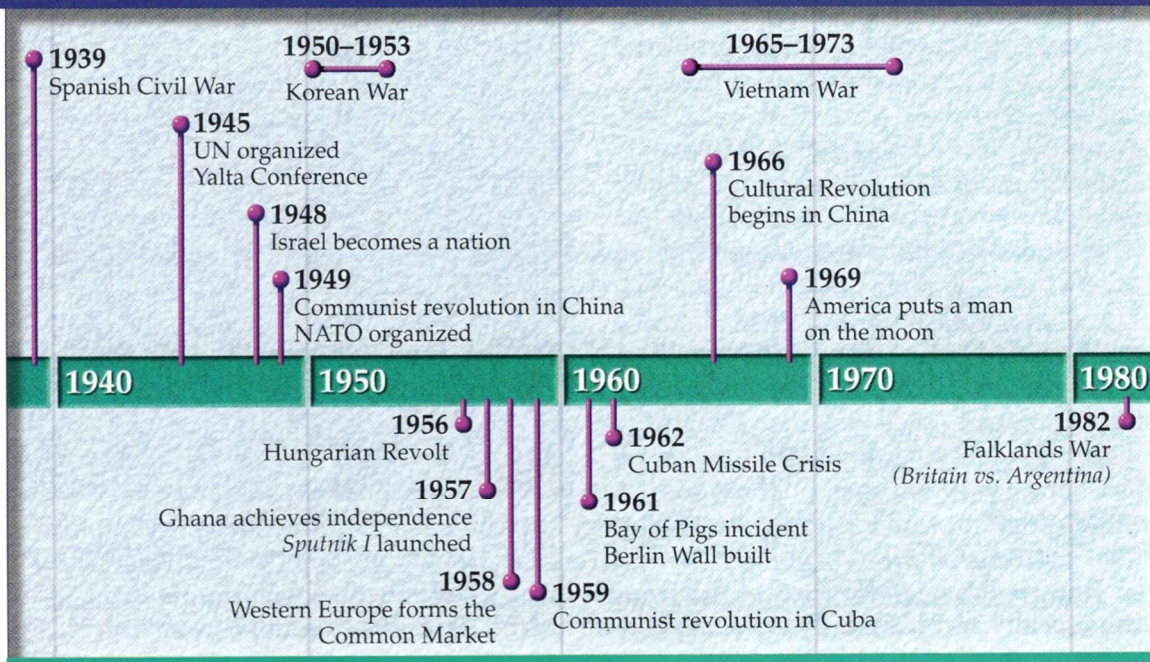 1939
Spanish Civil War
1950–1953
Korean War
1965–1973
Vietnam War
1945
UN organized
Yalta Conference
1966
Cultural Revolution
begins in China
1948
Israel becomes a nation
1949
Communist revolution in China
NATO organized
1969
America puts a man
on the moon
1940
1950
1960
1970
1980
1956
Hungarian Revolt
1962
Cuban Missile Crisis
1982
Falklands War
(Britain vs. Argentina)
1957
Ghana achieves independence
Sputnik I launched
1961
Bay of Pigs incident
Berlin Wall built
1958
Western Europe forms the
Common Market
1959
Communist revolution in Cuba